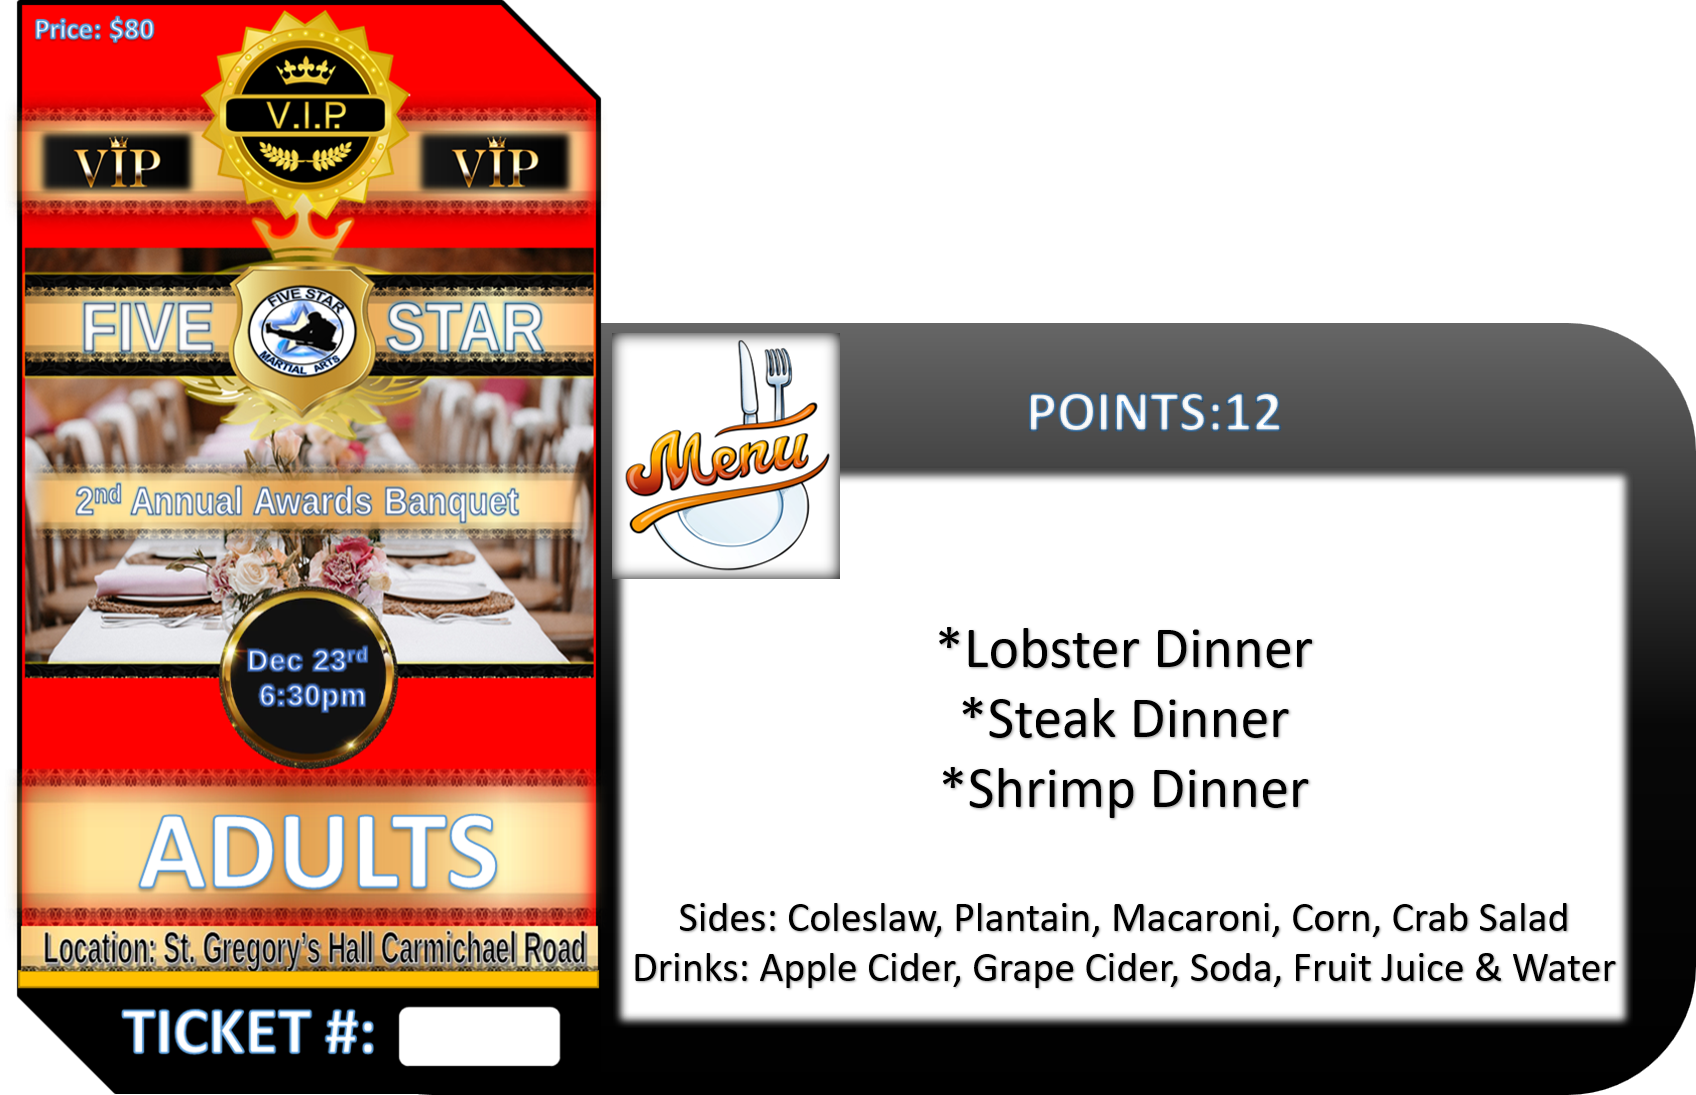 Price: $80
V.I.P.
VIP
VIP
FIVE STAR
FIVE STAR
MARTIAL ARTS
2nd Annual Awards Banquet
Dec 23rd
6:30pm
ADULTS
Location: St. Gregory's Hall Carmichael Road
TICKET #:
Menu
POINTS:12
*Lobster Dinner
*Steak Dinner
*Shrimp Dinner
Sides: Coleslaw, Plantain, Macaroni, Corn, Crab Salad
Drinks: Apple Cider, Grape Cider, Soda, Fruit Juice & Water